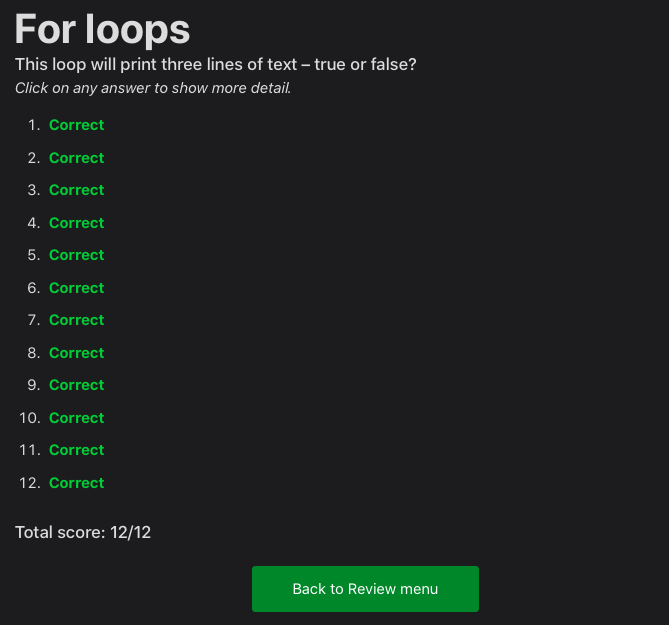 For loops
This loop will print three lines of text – true or false?
Click on any answer to show more detail.
1. Correct
2. Correct
3. Correct
4. Correct
5. Correct
6. Correct
7. Correct
8. Correct
9. Correct
10. Correct
11. Correct
12. Correct
Total score: 12/12
Back to Review menu